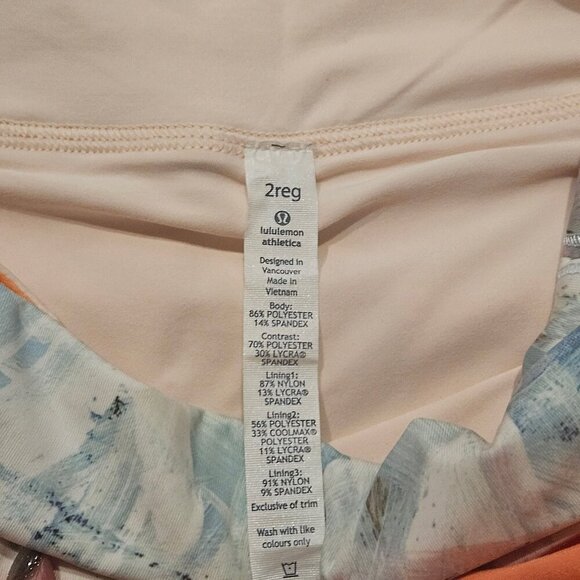 2reg
lululemon
athletica
Designed in
Vancouver
Made in
Vietnam
Body:
86% POLYESTER
14% SPANDEX
Contrast:
70% POLYESTER
30% LYCRA®
SPANDEX
Lining1:
87% NYLON
13% LYCRA®
SPANDEX
Lining2:
56% POLYESTER
33% COOLMAX®
POLYESTER
11% LYCRA®
SPANDEX
Lining3:
91% NYLON
9% SPANDEX
Exclusive of trim
Wash with like
colours only